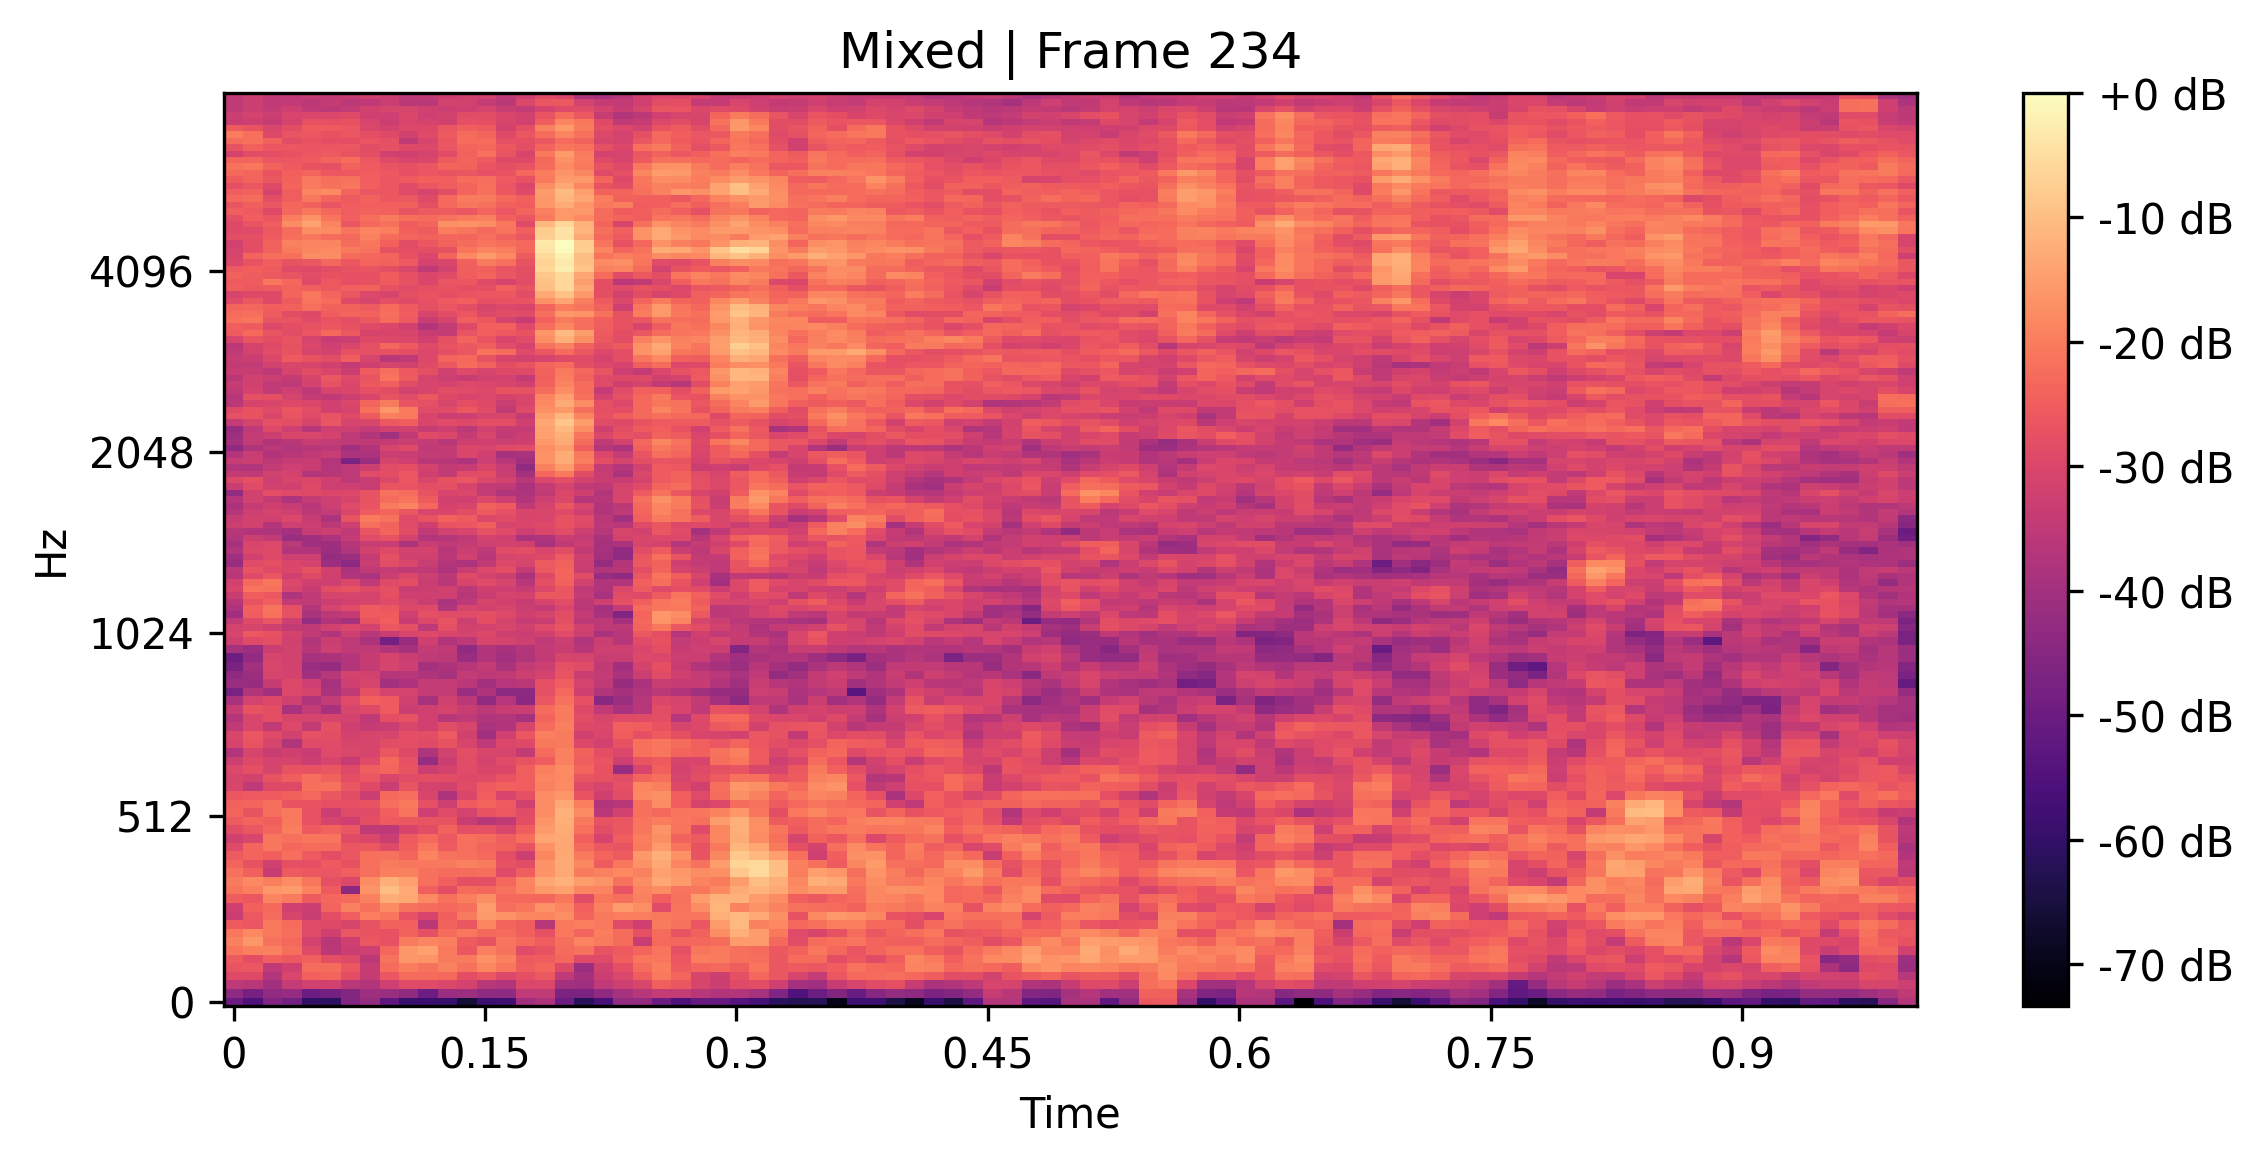 Mixed | Frame 234
+0 dB
-10 dB
-20 dB
-30 dB
-40 dB
-50 dB
-60 dB
-70 dB
Hz
4096
2048
1024
512
0
0 0.15 0.3 0.45 0.6 0.75 0.9
Time